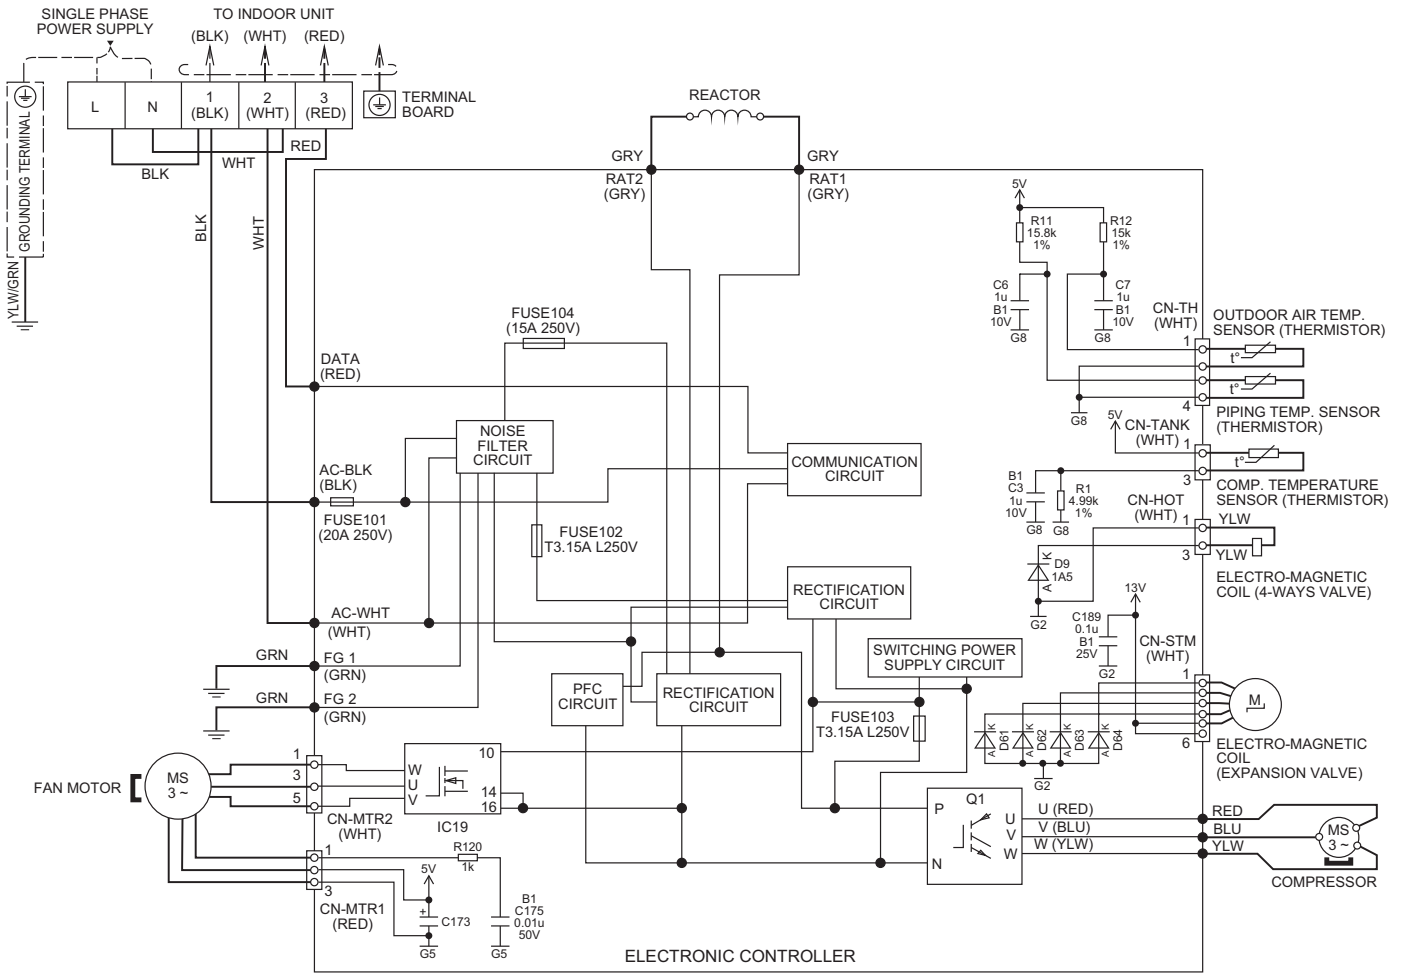 SINGLE PHASE
POWER SUPPLY
TO INDOOR UNIT
(BLK)
(WHT)
(RED)
L
N
1
(BLK)
2
(WHT)
3
(RED)
TERMINAL
BOARD
GROUNDING TERMINAL
YLW/GRN
BLK
WHT
RED
BLK
WHT
REACTOR
GRY
GRY
RAT2
(GRY)
RAT1
(GRY)
5V
R11
15.8k
1%
R12
15k
1%
C6
1u
B1
10V
G8
C7
1u
B1
10V
G8
CN-TH
(WHT)
1
4
G8
OUTDOOR AIR TEMP.
SENSOR (THERMISTOR)
t°
t°
PIPING TEMP. SENSOR
(THERMISTOR)
5V
CN-TANK
(WHT)
1
3
t°
COMP. TEMPERATURE
SENSOR (THERMISTOR)
B1
C3
1u
10V
G8
R1
4.99k
1%
G8
CN-HOT
(WHT)
1
3
YLW
YLW
ELECTRO-MAGNETIC
COIL (4-WAYS VALVE)
K
D9
1A5
A
G2
13V
C189
0.1u
B1
25V
G2
CN-STM
(WHT)
1
6
M
ELECTRO-MAGNETIC
COIL
(EXPANSION VALVE)
A K
D61
A K
D62
A K
D63
A K
D64
G2
FUSE104
(15A 250V)
DATA
(RED)
NOISE
FILTER
CIRCUIT
COMMUNICATION
CIRCUIT
AC-BLK
(BLK)
FUSE101
(20A 250V)
FUSE102
T3.15A L250V
RECTIFICATION
CIRCUIT
AC-WHT
(WHT)
GRN
FG 1
(GRN)
GRN
FG 2
(GRN)
SWITCHING POWER
SUPPLY CIRCUIT
PFC
CIRCUIT
RECTIFICATION
CIRCUIT
FUSE103
T3.15A L250V
FAN MOTOR
MS
3 ~
1
3
5
CN-MTR2
(WHT)
W
U
V
10
14
16
IC19
1
3
CN-MTR1
(RED)
R120
1k
5V
+
C173
G5
B1
C175
0.01u
50V
G5
P
N
Q1
U
V
W
U (RED)
V (BLU)
W (YLW)
RED
BLU
YLW
MS
3 ~
COMPRESSOR
ELECTRONIC CONTROLLER